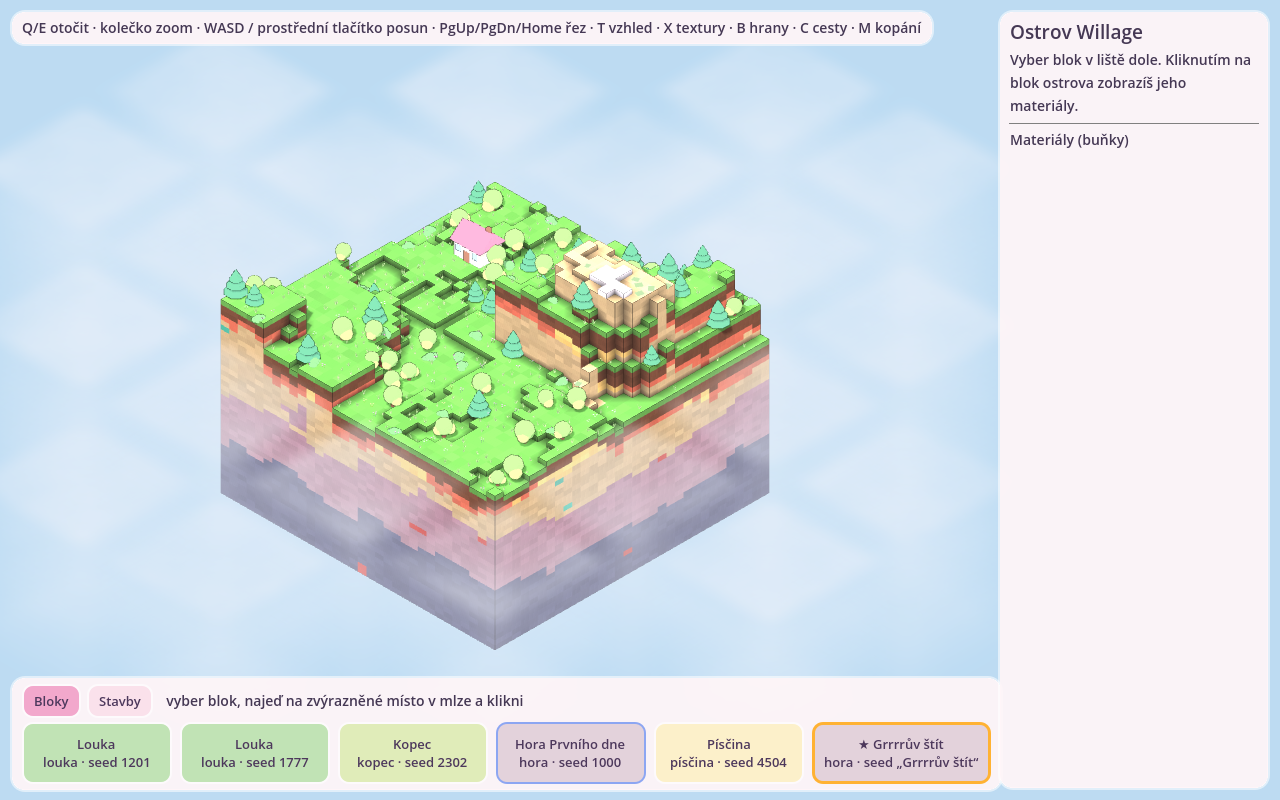 Q/E otočit · kolečko zoom · WASD / prostřední tlačítko posun · PgUp/PgDn/Home řez · T vzhled · X textury · B hrany · C cesty · M kopání
Ostrov Willage
Vyber blok v liště dole. Kliknutím na
blok ostrova zobrazíš jeho
materiály.
Materiály (buňky)
Bloky
Stavby
vyber blok, najeď na zvýrazněné místo v mlze a klikni
Louka
louka · seed 1201
Louka
louka · seed 1777
Kopec
kopec · seed 2302
Hora Prvního dne
hora · seed 1000
Písčina
písčina · seed 4504
★ Grrrrův štít
hora · seed „Grrrrův štít“